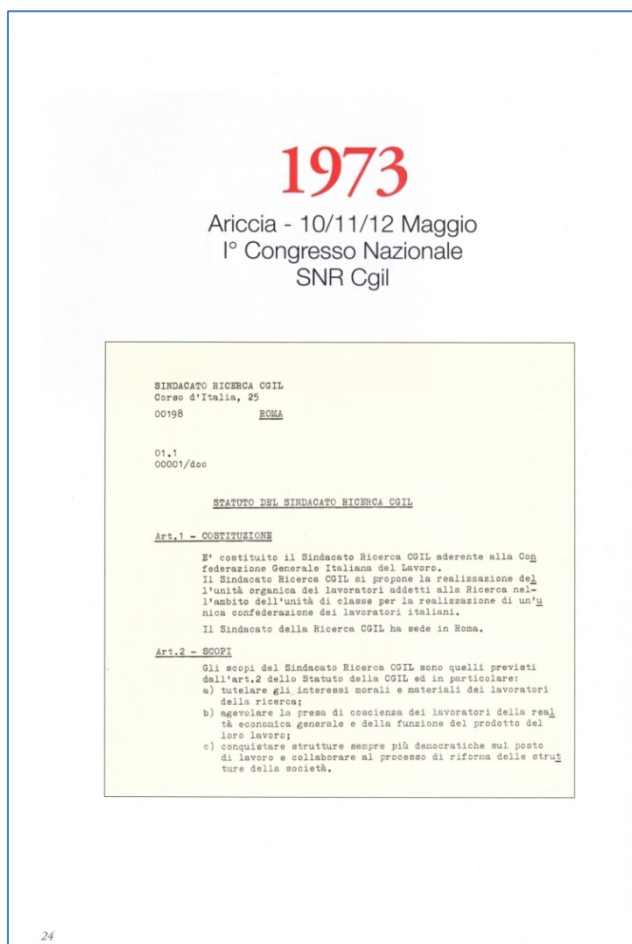 1973
Ariccia - 10/11/12 Maggio
I° Congresso Nazionale
SNR Cgil
SINDACATO RICERCA CGIL
Corso d'Italia, 25
00198 ROMA
01.1
00001/doc
STATUTO DEL SINDACATO RICERCA CGIL
Art.1 - COSTITUZIONE
E' costituito il Sindacato Ricerca CGIL aderente alla Con
federazione Generale Italiana del Lavoro.
Il Sindacato Ricerca CGIL si propone la realizzazione del
l'unità organica dei lavoratori addetti alla Ricerca nel-
l'ambito dell'unità di classe per la realizzazione di un'u
nica confederazione dei lavoratori italiani.
Il Sindacato della Ricerca CGIL ha sede in Roma.
Art.2 - SCOPI
Gli scopi del Sindacato Ricerca CGIL sono quelli previsti
dall'art.2 dello Statuto della CGIL ed in particolare:
a) tutelare gli interessi morali e materiali dei lavoratori
della ricerca;
b) agevolare la presa di coscienza dei lavoratori della real
tà economica generale e della funzione del prodotto del
loro lavoro;
c) conquistare strutture sempre più democratiche sul posto
di lavoro e collaborare al processo di riforma delle strut
ture della società.
24